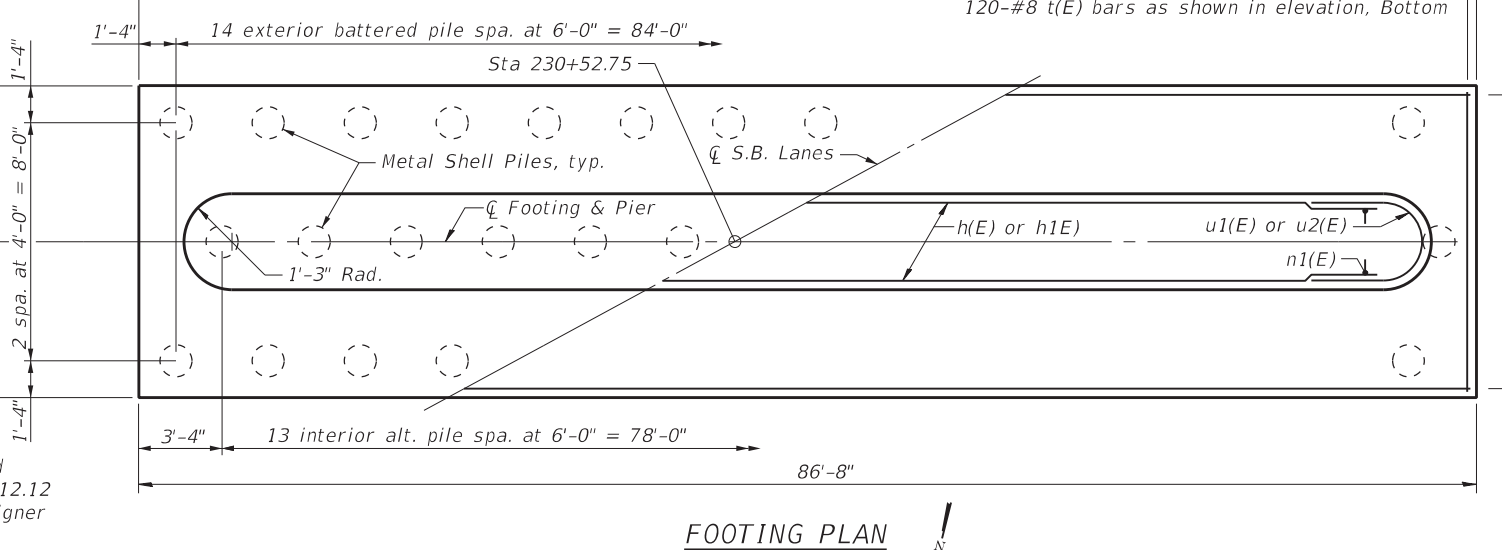 120-#8 t(E) bars as shown in elevation, Bottom
1'-4"
14 exterior battered pile spa. at 6'-0" = 84'-0"
1'-4"
Sta 230+52.75
℄ S.B. Lanes
Metal Shell Piles, typ.
2 spa. at 4'-0" = 8'-0"
℄ Footing & Pier
h(E) or h1E)
u1(E) or u2(E)
n1(E)
1'-3" Rad.
1'-4"
3'-4"
13 interior alt. pile spa. at 6'-0" = 78'-0"
86'-8"
12.12
gner
FOOTING PLAN
N